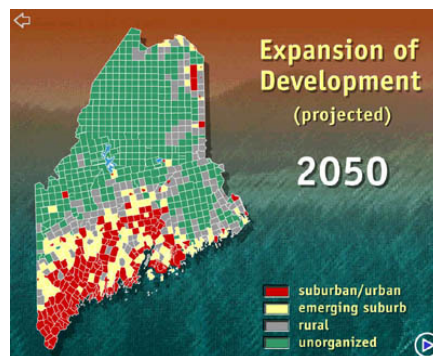 Expansion of
Development
(projected)
2050
suburban/urban
emerging suburb
rural
unorganized